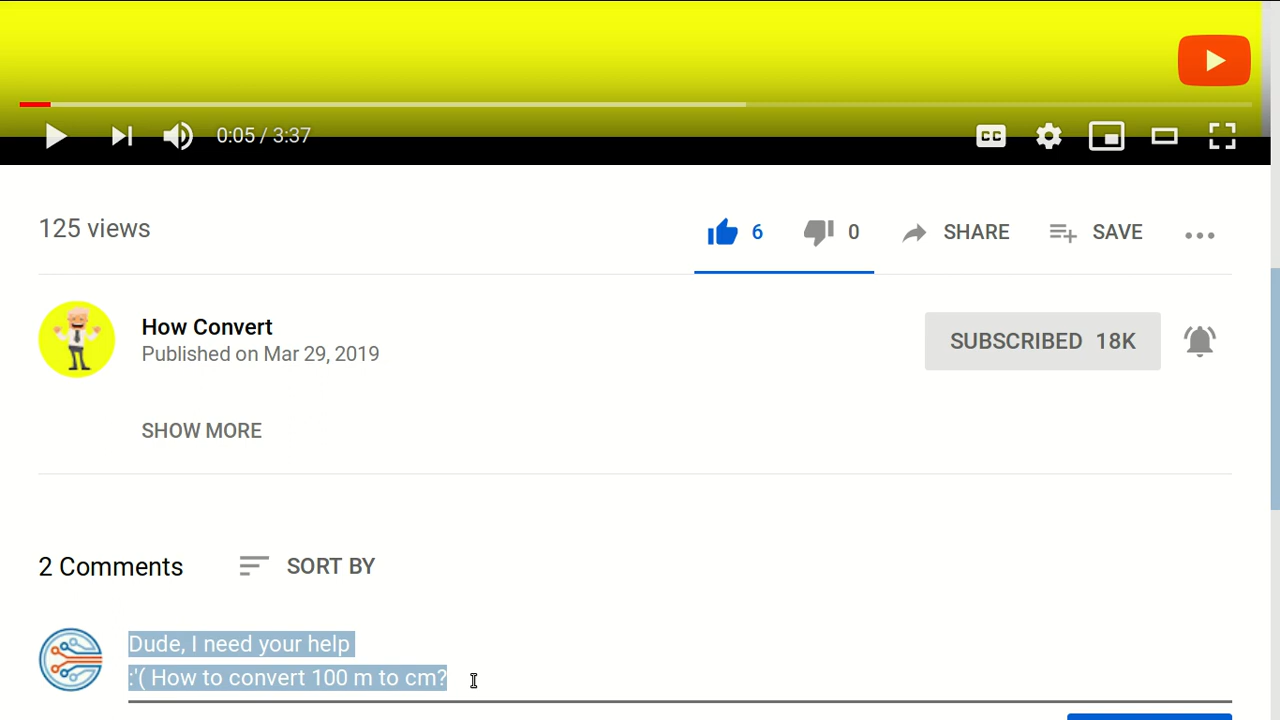 0:05 / 3:37
CC
125 views
6
0
SHARE
SAVE
How Convert
Published on Mar 29, 2019
SUBSCRIBED 18K
SHOW MORE
2 Comments
SORT BY
Dude, I need your help
:'( How to convert 100 m to cm?